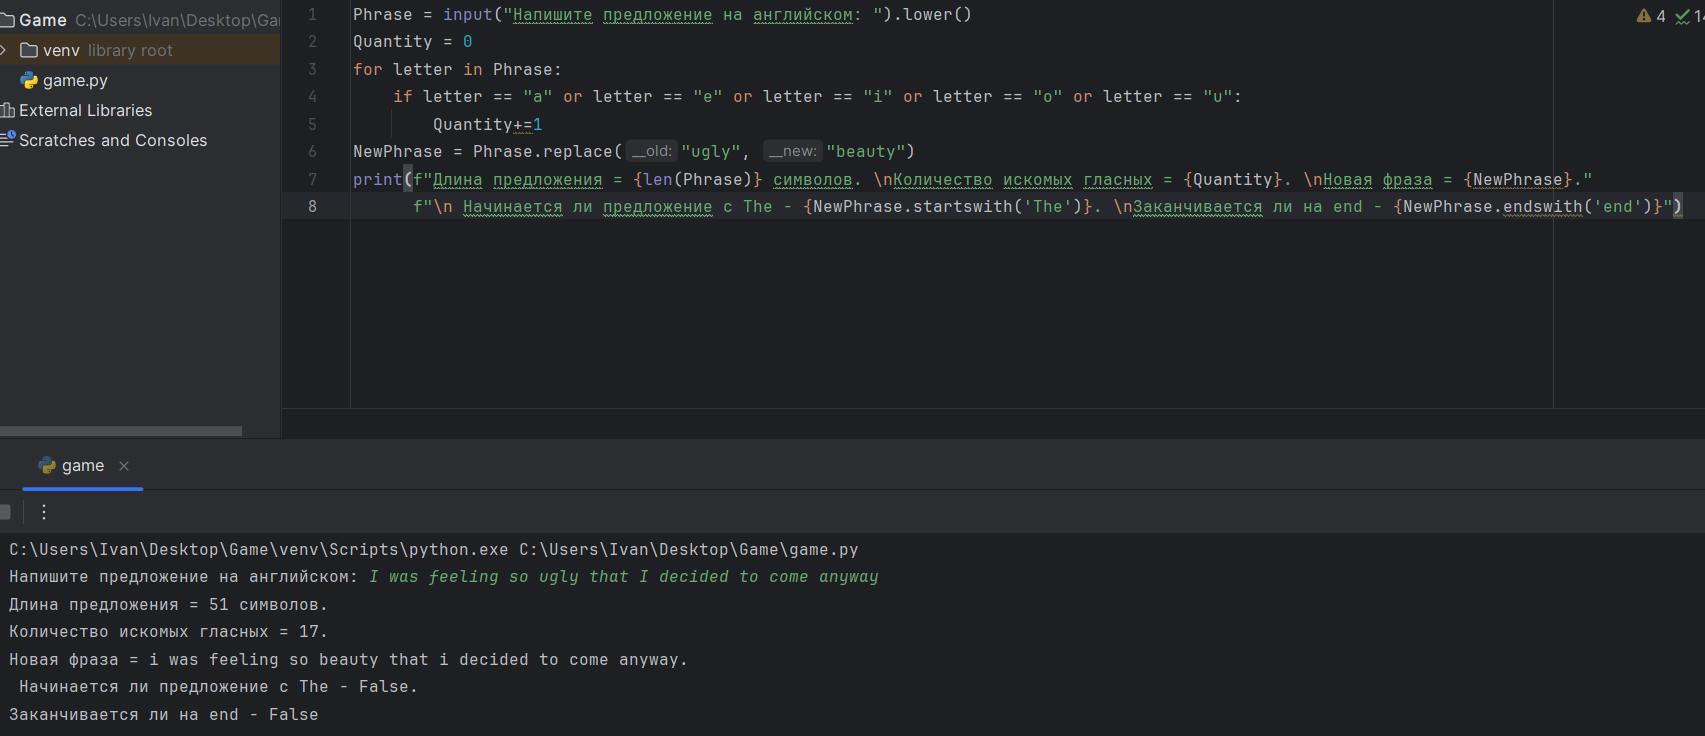 Game C:\Users\Ivan\Desktop\Ga
venv library root
game.py
External Libraries
Scratches and Consoles
4
1 Phrase = input("Напишите предложение на английском: ").lower()
2 Quantity = 0
3 for letter in Phrase:
4 if letter == "a" or letter == "e" or letter == "i" or letter == "o" or letter == "u":
5 Quantity+=1
6 NewPhrase = Phrase.replace( __old: "ugly", __new: "beauty")
7 print(f"Длина предложения = {len(Phrase)} символов. \nКоличество искомых гласных = {Quantity}. \nНовая фраза = {NewPhrase}."
8 f"\n Начинается ли предложение с The - {NewPhrase.startswith('The')}. \nЗаканчивается ли на end - {NewPhrase.endswith('end')}")
game
C:\Users\Ivan\Desktop\Game\venv\Scripts\python.exe C:\Users\Ivan\Desktop\Game\game.py
Напишите предложение на английском: I was feeling so ugly that I decided to come anyway
Длина предложения = 51 символов.
Количество искомых гласных = 17.
Новая фраза = i was feeling so beauty that i decided to come anyway.
Начинается ли предложение с The - False.
Заканчивается ли на end - False